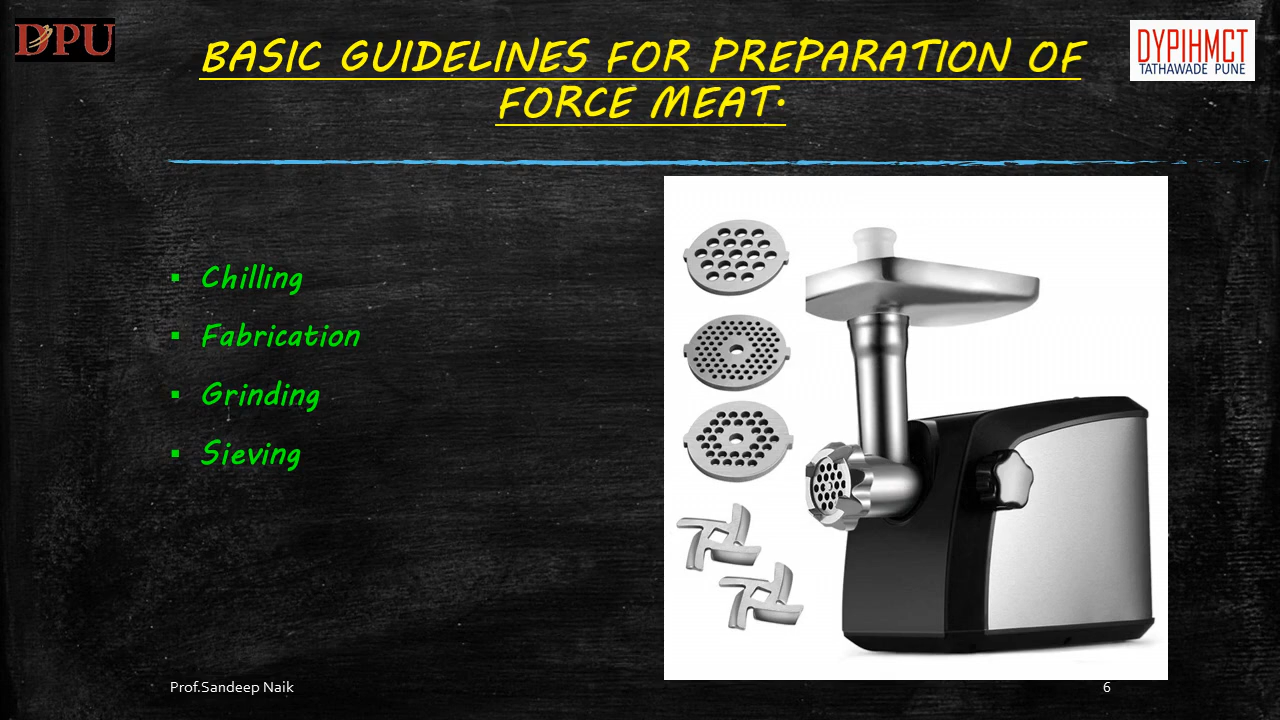 DPU
BASIC GUIDELINES FOR PREPARATION OF
FORCE MEAT.
DYPIHMCT
TATHAWADE PUNE
▪ Chilling
▪ Fabrication
▪ Grinding
▪ Sieving
Prof.Sandeep Naik
6